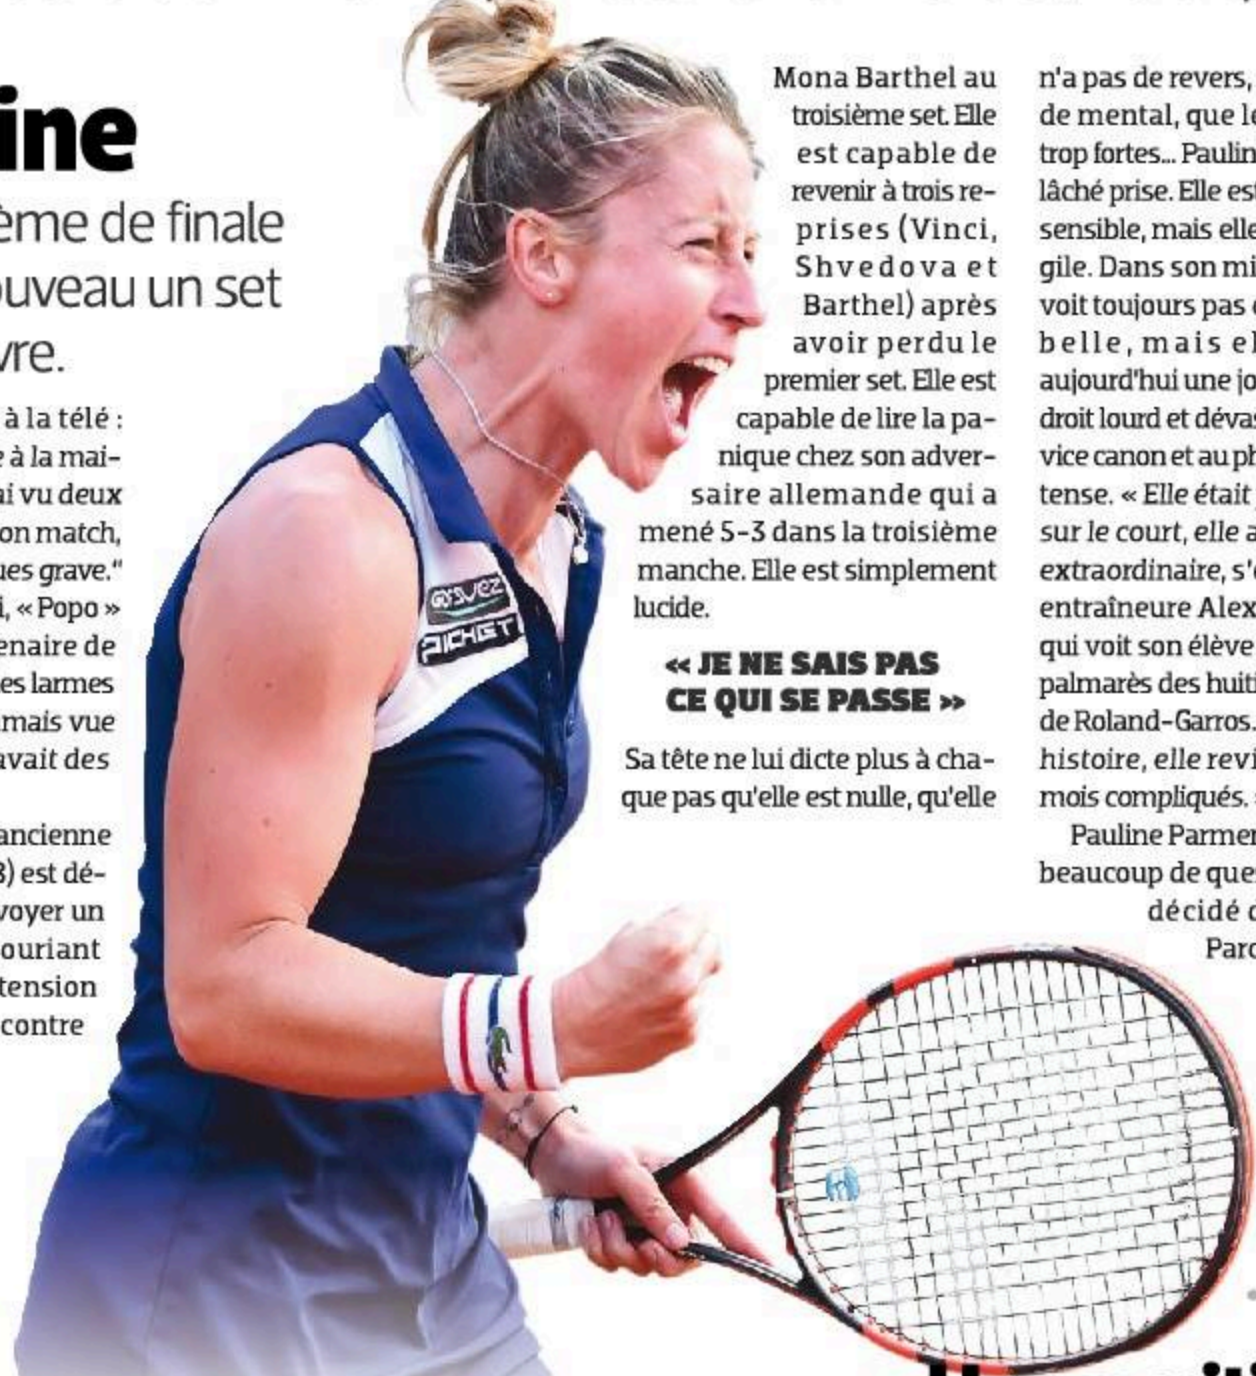 ine
ème de finale
ouveau un set
vre.
à la télé :
e à la mai-
ai vu deux
on match,
ues grave."
i, « Popo »
enaire de
es larmes
mais vue
avait des
ancienne
8) est dé-
voyer un
ouriant
tension
contre
Mona Barthel au
troisième set. Elle
est capable de
revenir à trois re-
prises (Vinci,
Shvedova et
Barthel) après
avoir perdu le
premier set. Elle est
capable de lire la pa-
nique chez son adver-
saire allemande qui a
mené 5-3 dans la troisième
manche. Elle est simplement
lucide.
« JE NE SAIS PAS
CE QUI SE PASSE »
Sa tête ne lui dicte plus à cha-
que pas qu'elle est nulle, qu'elle
n'a pas de revers,
de mental, que le
trop fortes... Paulin
lâché prise. Elle est
sensible, mais elle
gile. Dans son mi
voit toujours pas
belle, mais el
aujourd'hui une jo
droit lourd et dévas
vice canon et au ph
tense. « Elle était
sur le court, elle a
extraordinaire, s'
entraîneure Alex
qui voit son élève
palmarès des huiti
de Roland-Garros.
histoire, elle revi
mois compliqués.
Pauline Parmen
beaucoup de ques
décidé
Parc
PICHET